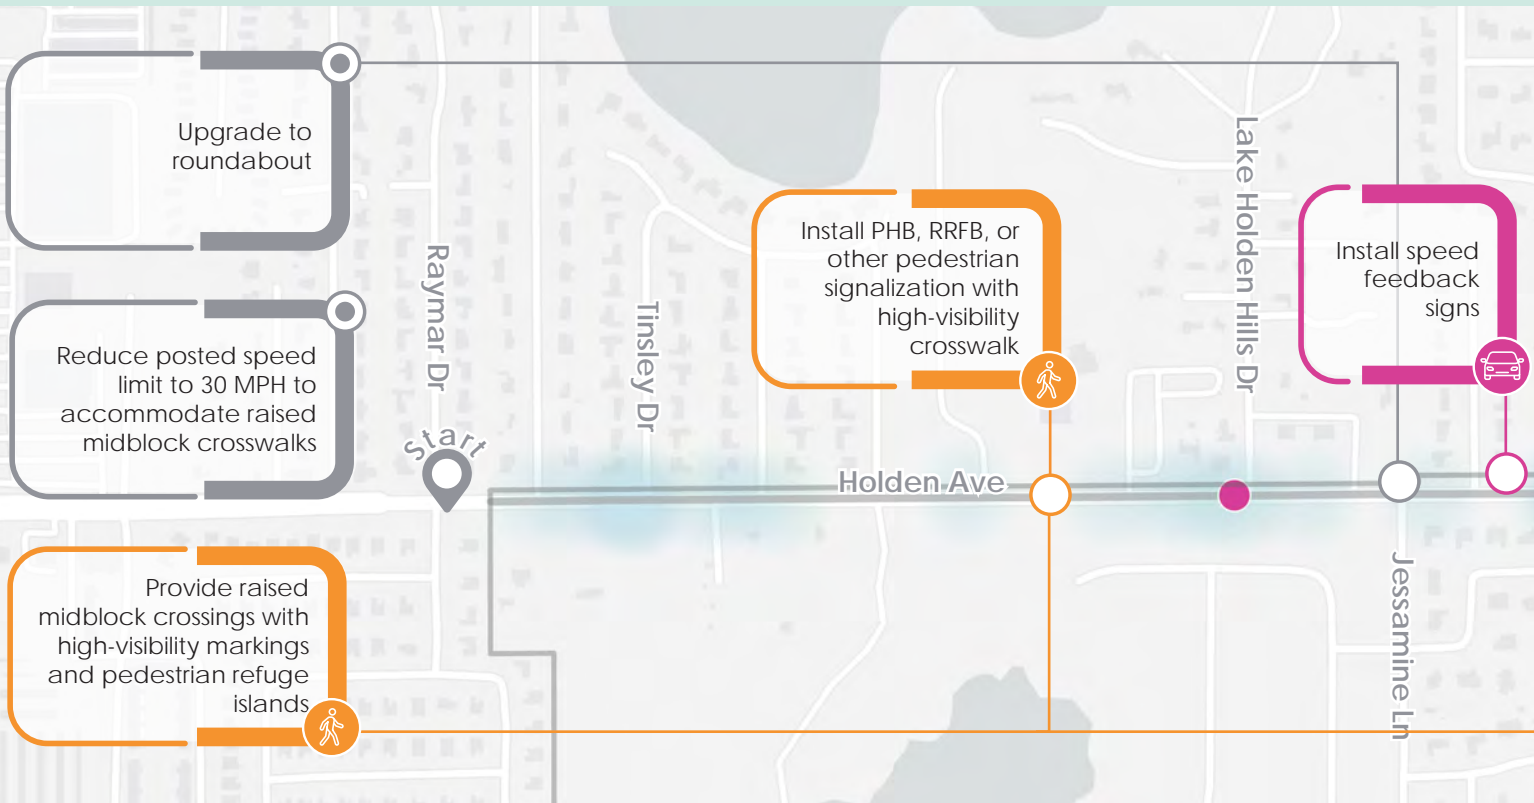 Upgrade to
roundabout
Reduce posted speed
limit to 30 MPH to
accommodate raised
midblock crosswalks
Provide raised
midblock crossings with
high-visibility markings
and pedestrian refuge
islands
Raymar Dr
Start
Tinsley Dr
Install PHB, RRFB, or
other pedestrian
signalization with
high-visibility
crosswalk
Holden Ave
Lake Holden Hills Dr
Install speed
feedback
signs
Jessamine Ln